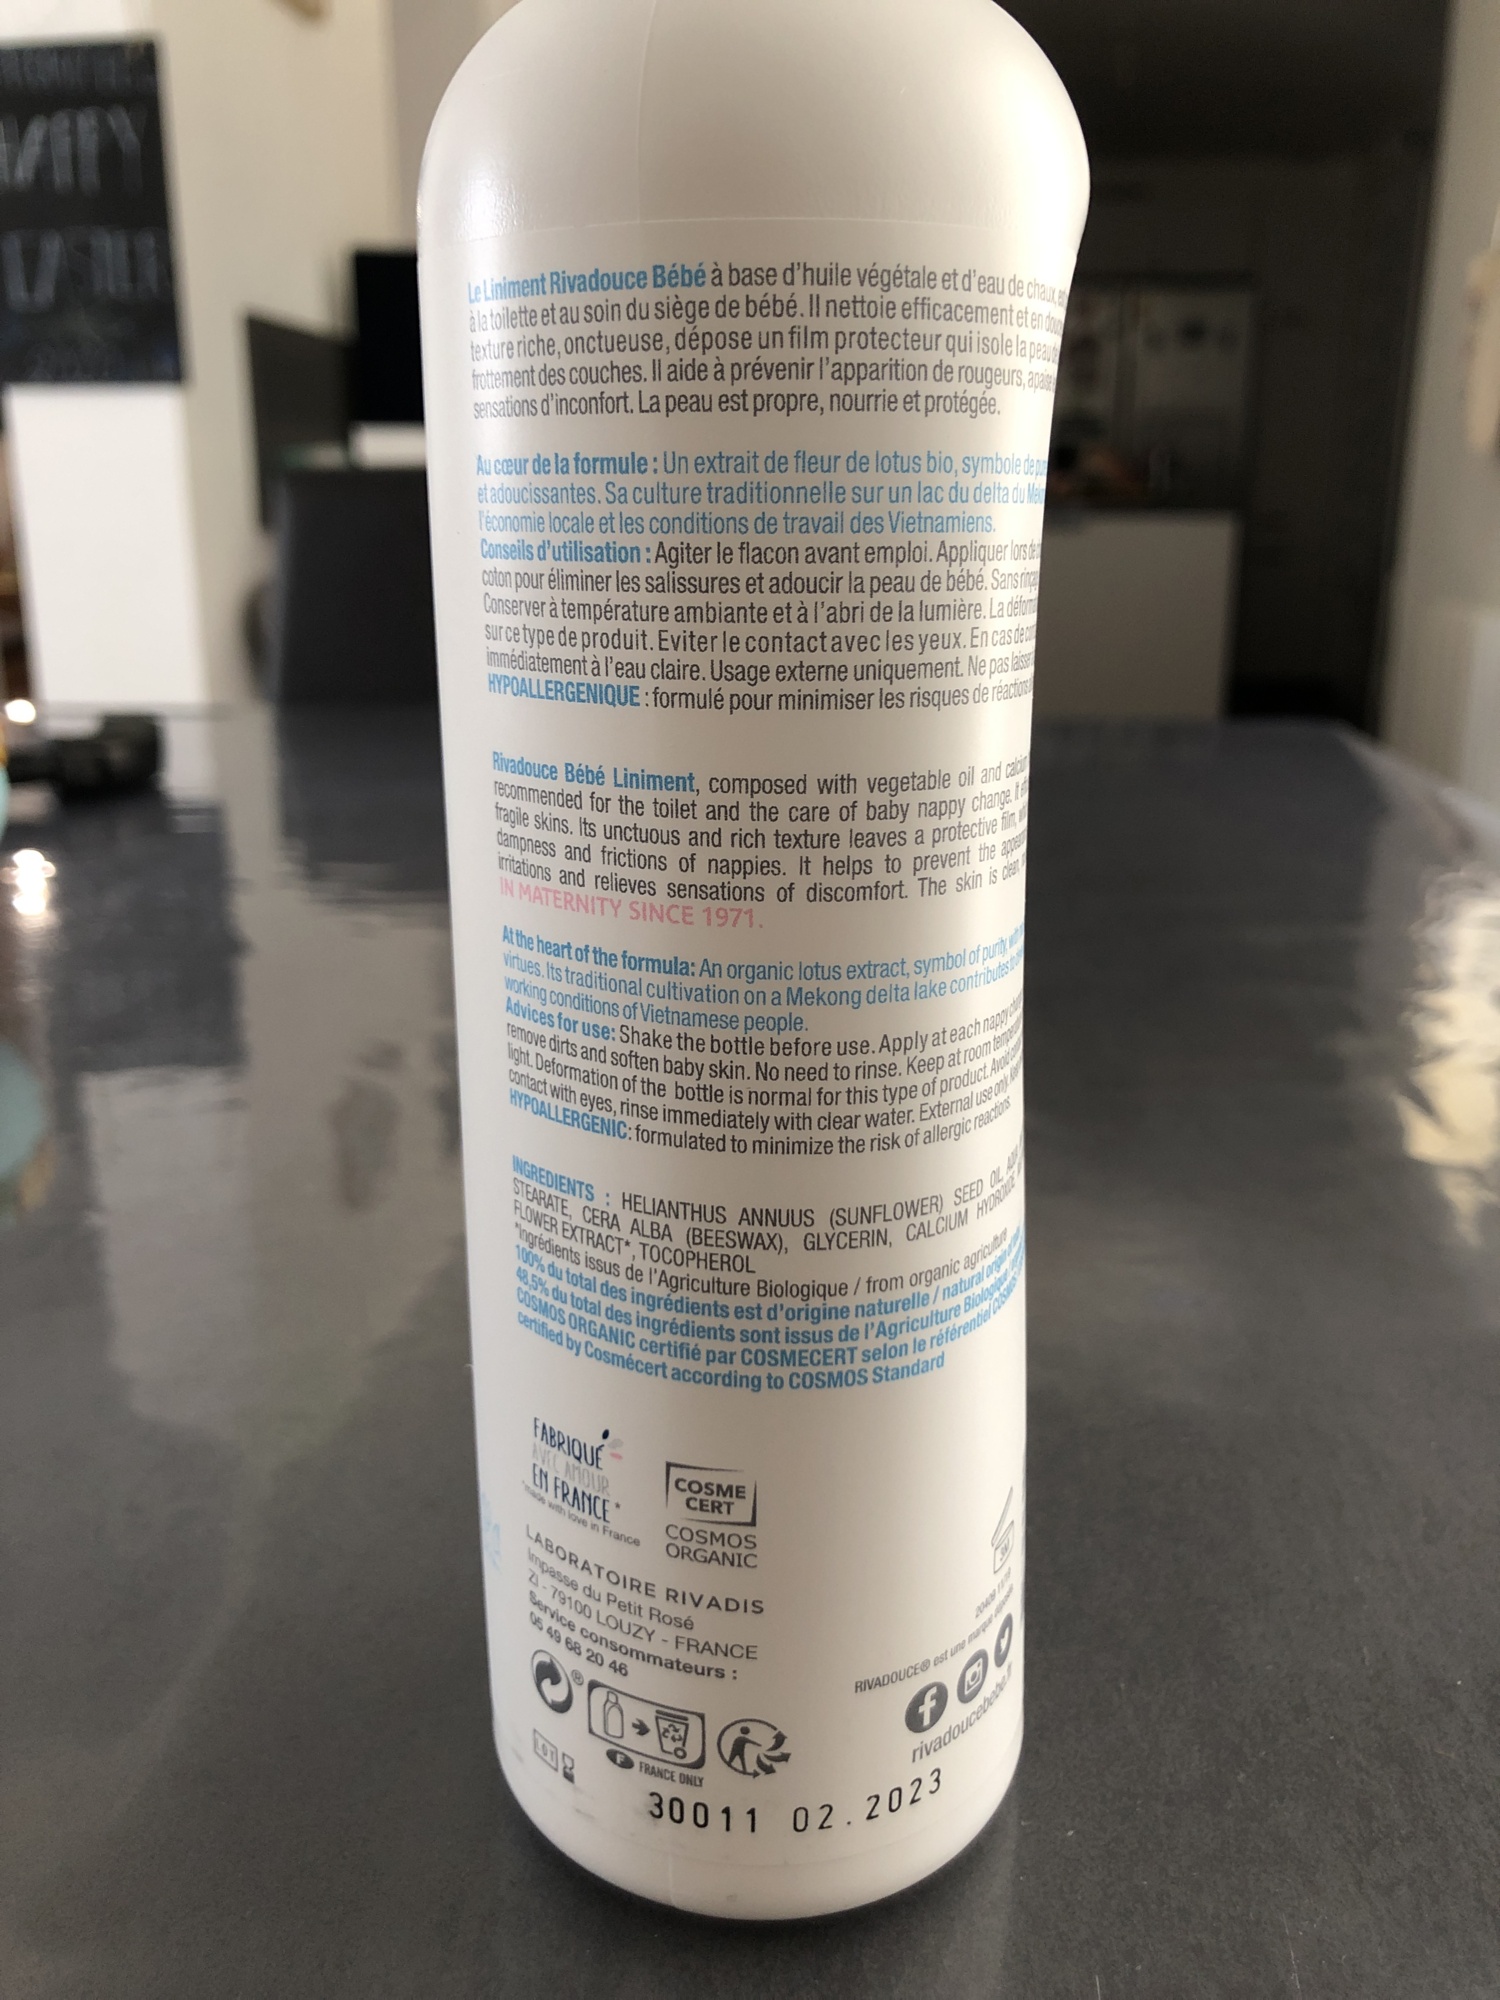 HAPPY
EASTER
Le Liniment Rivadouce Bébé à base d'huile végétale et d'eau de chaux,
à la toilette et au soin du siège de bébé. Il nettoie efficacement et en
texture riche, onctueuse, dépose un film protecteur qui isole la peau
frottement des couches. Il aide à prévenir l'apparition de rougeurs,
sensations d'inconfort. La peau est propre, nourrie et protégée.
Au cœur de la formule : Un extrait de fleur de lotus bio, symbole de
et adoucissantes. Sa culture traditionnelle sur un lac du delta du
l'économie locale et les conditions de travail des Vietnamiens.
Conseils d'utilisation : Agiter le flacon avant emploi. Appliquer lors
coton pour éliminer les salissures et adoucir la peau de bébé. Sans
Conserver à température ambiante et à l'abri de la lumière. La
sur ce type de produit. Eviter le contact avec les yeux. En cas de
immédiatement à l'eau claire. Usage externe uniquement. Ne pas
HYPOALLERGENIQUE : formulé pour minimiser les risques de réactions
Rivadouce Bébé Liniment, composed with vegetable oil and
recommended for the toilet and the care of baby nappy change. It
fragile skins. Its unctuous and rich texture leaves a protective film,
dampness and frictions of nappies. It helps to prevent the
irritations and relieves sensations of discomfort. The skin is clean,
IN MATERNITY SINCE 1971.
At the heart of the formula: An organic lotus extract, symbol of purity,
virtues. Its traditional cultivation on a Mekong delta lake contributes to
working conditions of Vietnamese people.
Advices for use: Shake the bottle before use. Apply at each nappy
remove dirts and soften baby skin. No need to rinse. Keep at room
light. Deformation of the bottle is normal for this type of product. Avoid
contact with eyes, rinse immediately with clear water. External use only.
HYPOALLERGENIC: formulated to minimize the risk of allergic reactions.
INGREDIENTS : HELIANTHUS ANNUUS (SUNFLOWER) SEED OIL,
STEARATE, CERA ALBA (BEESWAX), GLYCERIN, CALCIUM HYDROXIDE,
FLOWER EXTRACT*, TOCOPHEROL
*Ingrédients issus de l'Agriculture Biologique / from organic agriculture
100% du total des ingrédients est d'origine naturelle / natural origin
48,5% du total des ingrédients sont issus de l'Agriculture Biologique
COSMOS ORGANIC certifié par COSMECERT selon le référentiel
certified by Cosmécert according to COSMOS Standard
FABRIQUÉ
AVEC AMOUR
EN FRANCE*
*made with love in France
COSME
CERT
COSMOS
ORGANIC
LABORATOIRE RIVADIS
Impasse du Petit Rosé
ZI - 79100 LOUZY - FRANCE
Service consommateurs :
05 49 68 20 46
RIVADOUCE® est une marque déposée
rivadoucebebe.fr
FRANCE ONLY
LOT
30011 02.2023